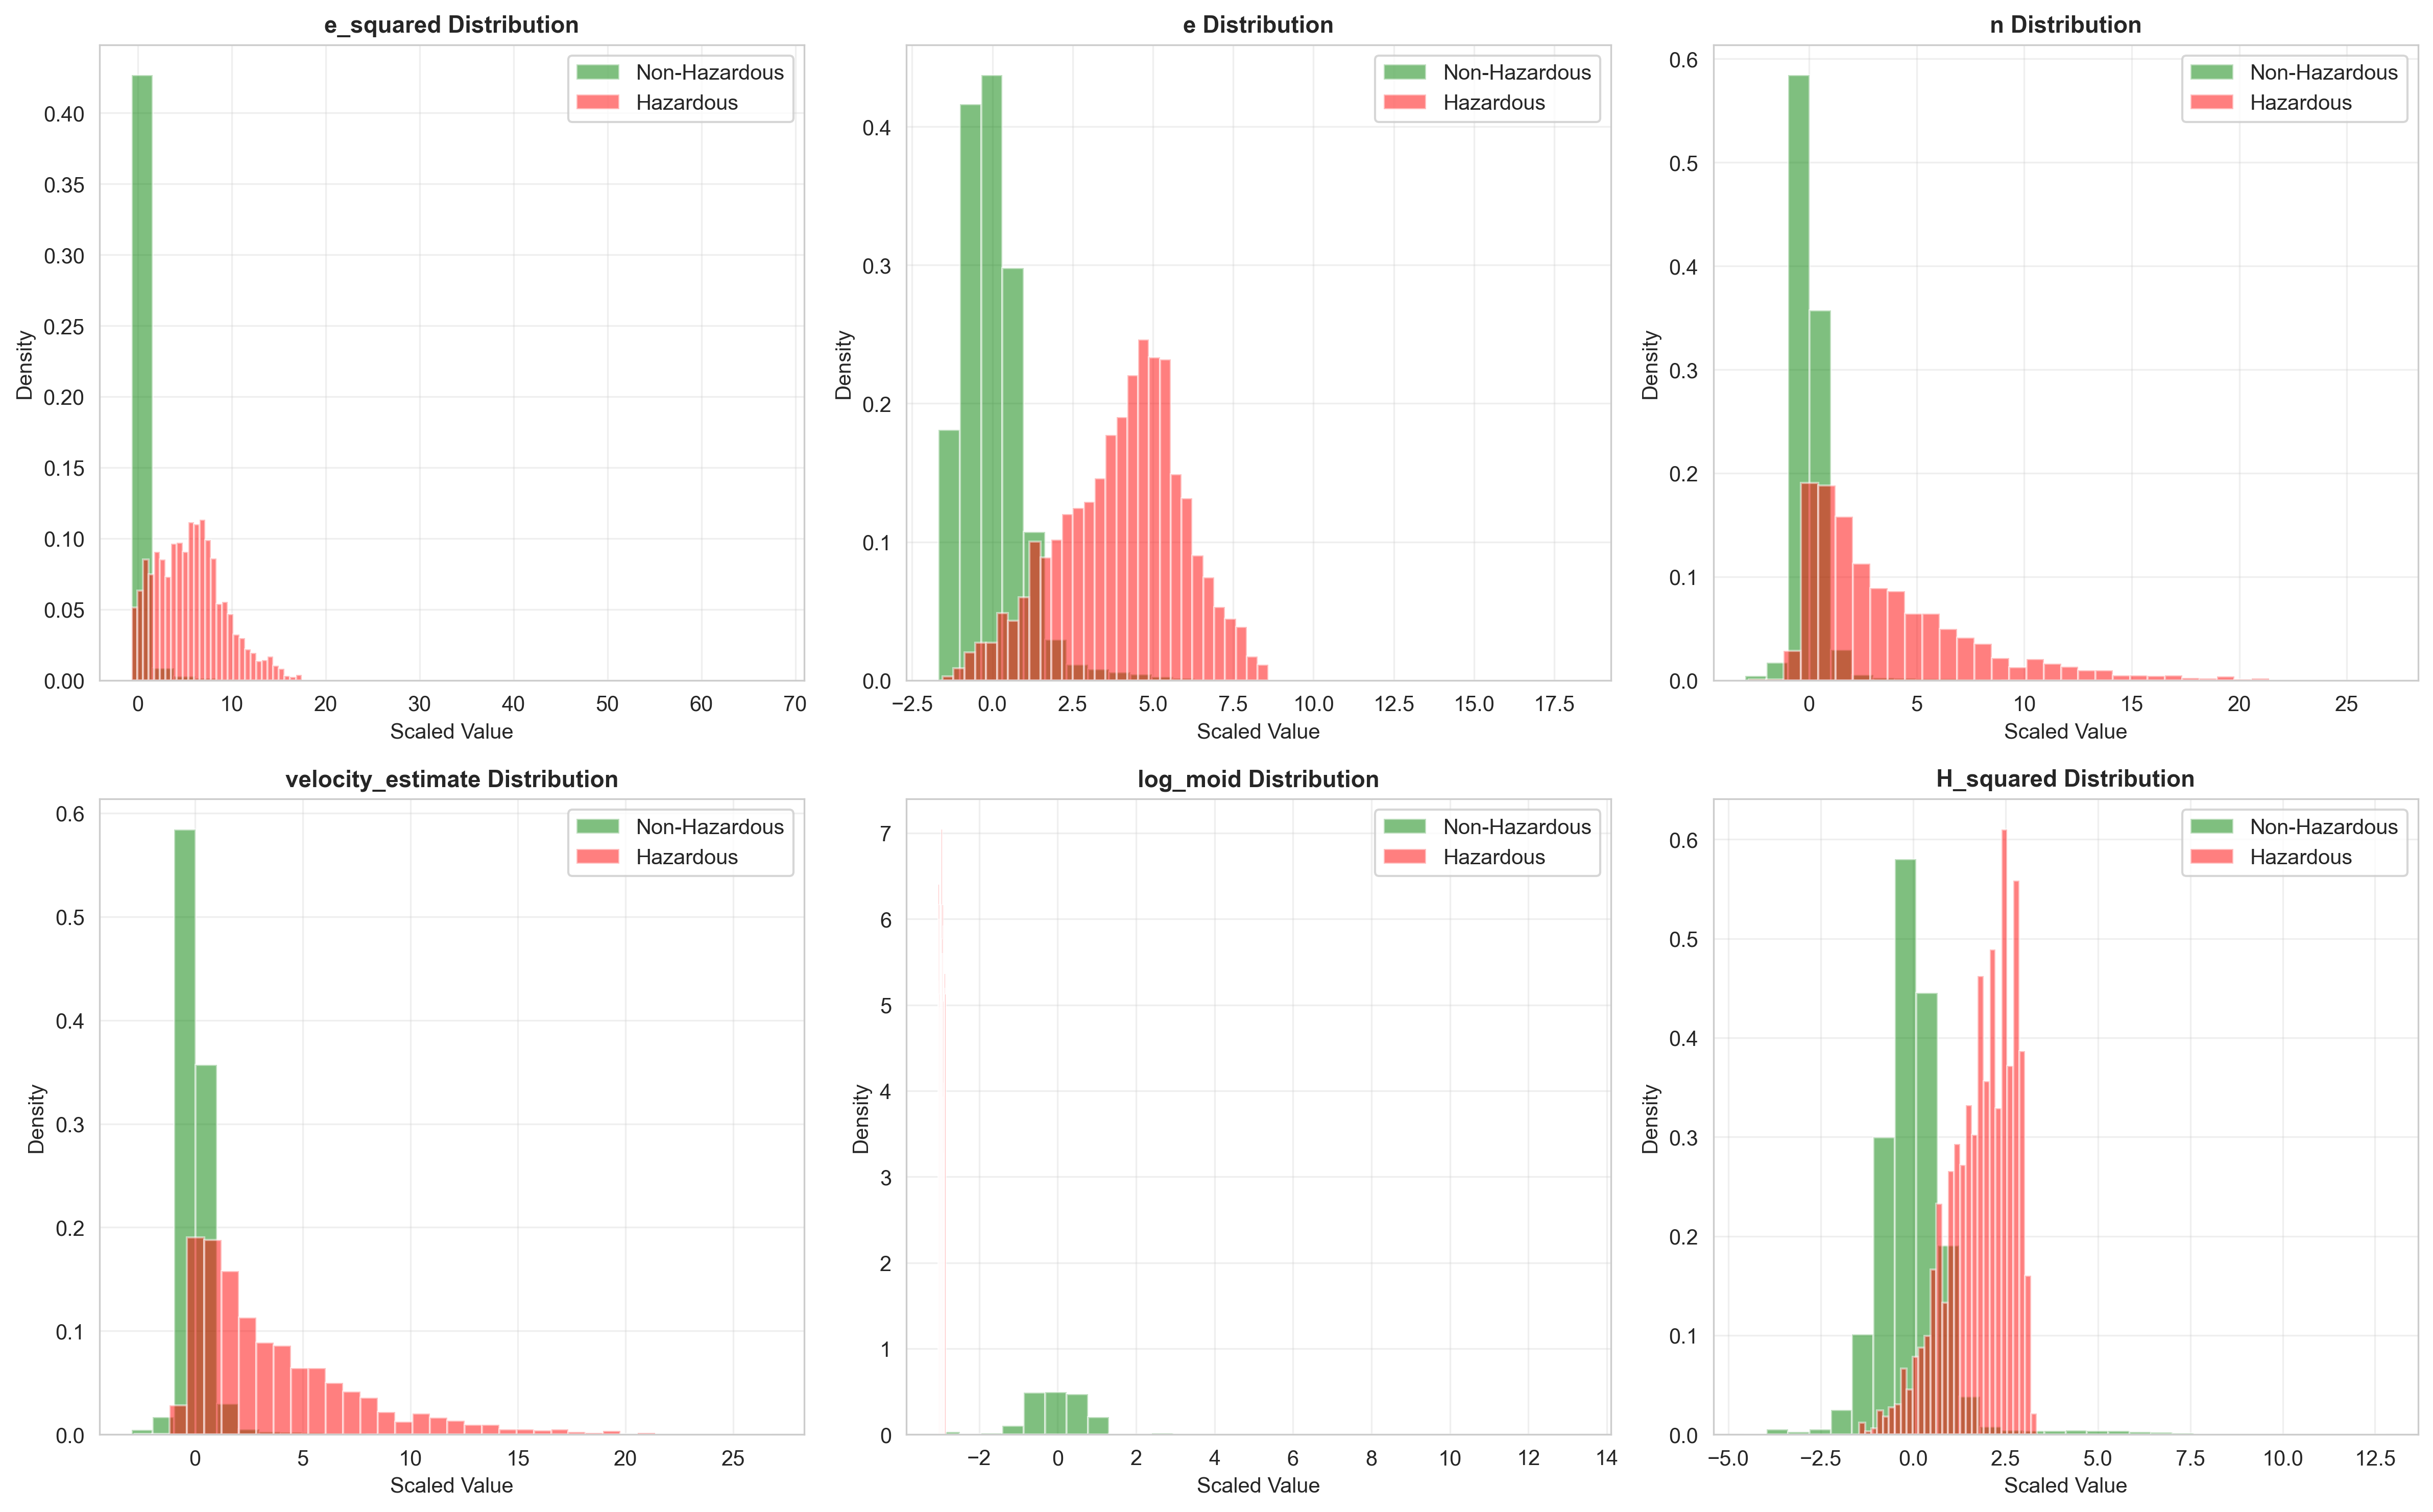 e_squared Distribution
Non-Hazardous
Hazardous
0.40
0.35
0.30
0.25
0.20
0.15
0.10
0.05
0.00
Density
0 10 20 30 40 50 60 70
Scaled Value
e Distribution
Non-Hazardous
Hazardous
0.4
0.3
0.2
0.1
0.0
Density
−2.5 0.0 2.5 5.0 7.5 10.0 12.5 15.0 17.5
Scaled Value
n Distribution
Non-Hazardous
Hazardous
0.6
0.5
0.4
0.3
0.2
0.1
0.0
Density
0 5 10 15 20 25
Scaled Value
velocity_estimate Distribution
Non-Hazardous
Hazardous
0.6
0.5
0.4
0.3
0.2
0.1
0.0
Density
0 5 10 15 20 25
Scaled Value
log_moid Distribution
Non-Hazardous
Hazardous
7
6
5
4
3
2
1
0
Density
−2 0 2 4 6 8 10 12 14
Scaled Value
H_squared Distribution
Non-Hazardous
Hazardous
0.6
0.5
0.4
0.3
0.2
0.1
0.0
Density
−5.0 −2.5 0.0 2.5 5.0 7.5 10.0 12.5
Scaled Value